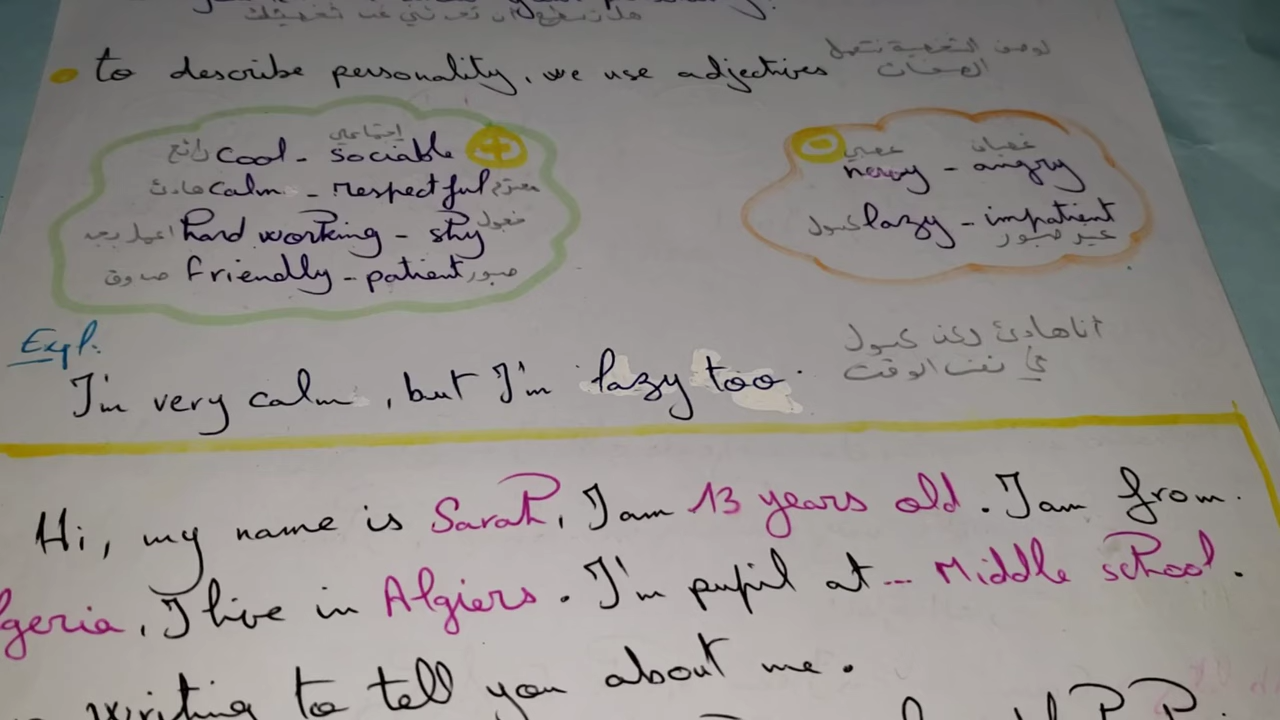 to describe personality, we use adjectives لوصف الشخصية نستعمل
الصفات
إجتماعي
رائع cool - sociable +
هادئ calm - respectful محترم
خجول
اعمل بجد hard working - shy
صدوق friendly - patient صبور
- عصبي غضبان
nervy - angry
كسول lazy - impatient
غير صبور
Expl:
I'm very calm, but I'm lazy too.
انا هادئ لكن كسول
في نفس الوقت
Hi, my name is Sarah, I am 13 years old. I am from.
geria, I live in Algiers. I'm pupil at ... Middle school.
writing to tell you about me.